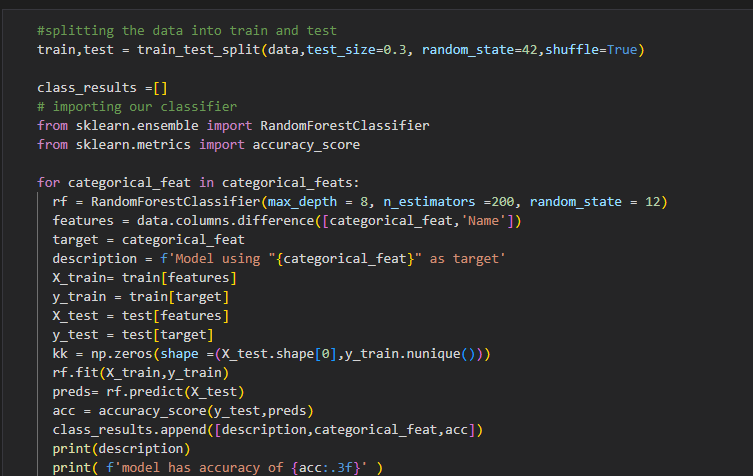 #splitting the data into train and test
train,test = train_test_split(data,test_size=0.3, random_state=42,shuffle=True)
class_results =[]
# importing our classifier
from sklearn.ensemble import RandomForestClassifier
from sklearn.metrics import accuracy_score
for categorical_feat in categorical_feats:
rf = RandomForestClassifier(max_depth = 8, n_estimators =200, random_state = 12)
features = data.columns.difference([categorical_feat,'Name'])
target = categorical_feat
description = f'Model using "{categorical_feat}" as target'
X_train= train[features]
y_train = train[target]
X_test = test[features]
y_test = test[target]
kk = np.zeros(shape =(X_test.shape[0],y_train.nunique()))
rf.fit(X_train,y_train)
preds= rf.predict(X_test)
acc = accuracy_score(y_test,preds)
class_results.append([description,categorical_feat,acc])
print(description)
print( f'model has accuracy of {acc:.3f}' )